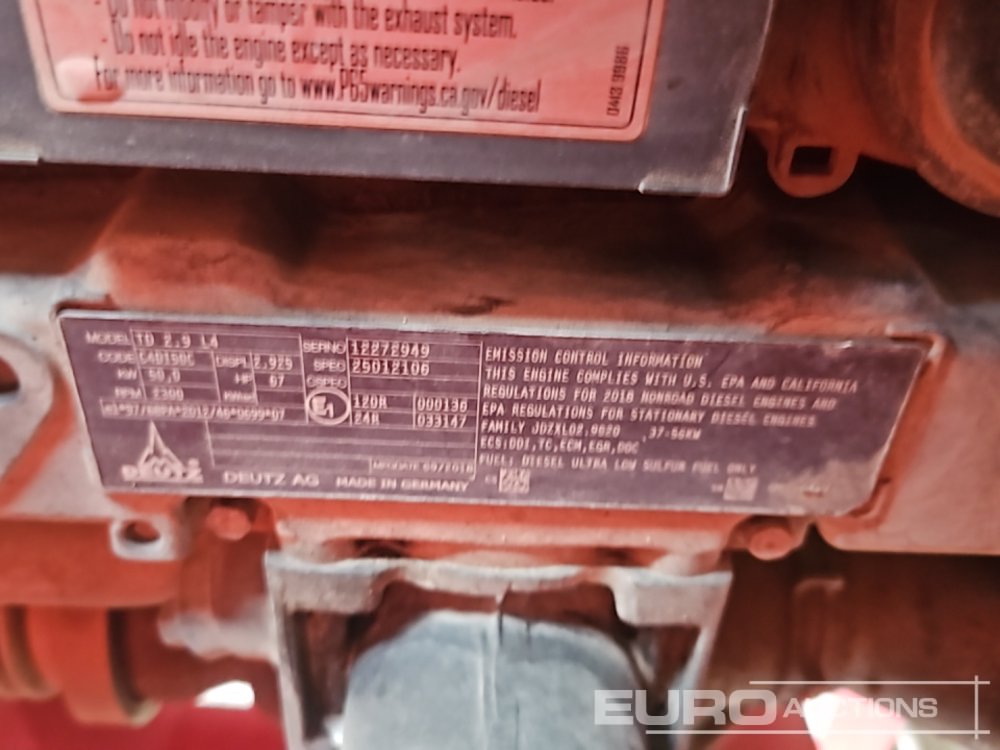 - Do not modify or tamper with the exhaust system.
- Do not idle the engine except as necessary.
For more information go to www.P65warnings.ca.gov/diesel
0413 9986
MODEL TD 2.9 L4
CODE DISPL 2,925
KW 50,0 HP 67
RPM 2300
SERNO 12272949
SPEC 25012106
OSPEC
E1 120R 000136
24R 033147
DEUTZ
DEUTZ AG MADE IN GERMANY
EMISSION CONTROL INFORMATION
THIS ENGINE COMPLIES WITH U.S. EPA AND CALIFORNIA
REGULATIONS FOR 2018 NONROAD DIESEL ENGINES AND
EPA REGULATIONS FOR STATIONARY DIESEL ENGINES
FAMILY JDZXL02,9020 37-56KW
ECS:DDI,TC,ECM,EGR,DOC
FUEL: DIESEL ULTRA LOW SULFUR FUEL ONLY
EURO AUCTIONS